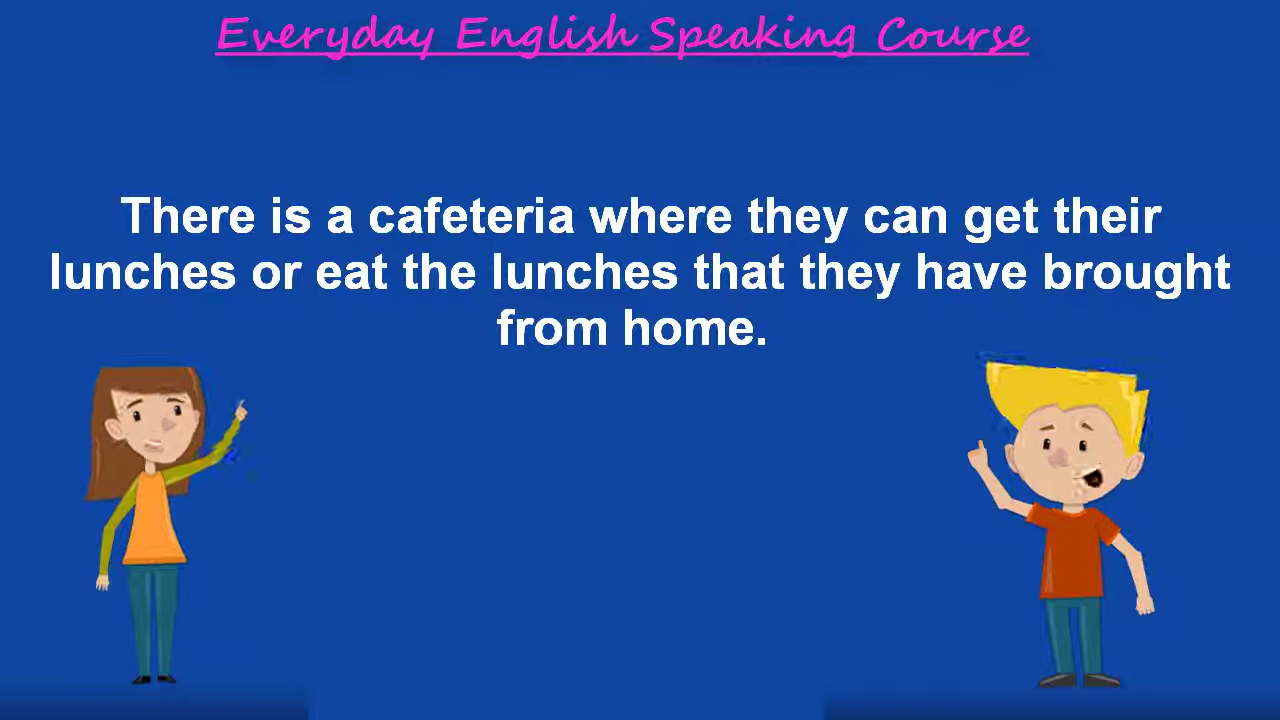 Everyday English Speaking Course
There is a cafeteria where they can get their
lunches or eat the lunches that they have brought
from home.